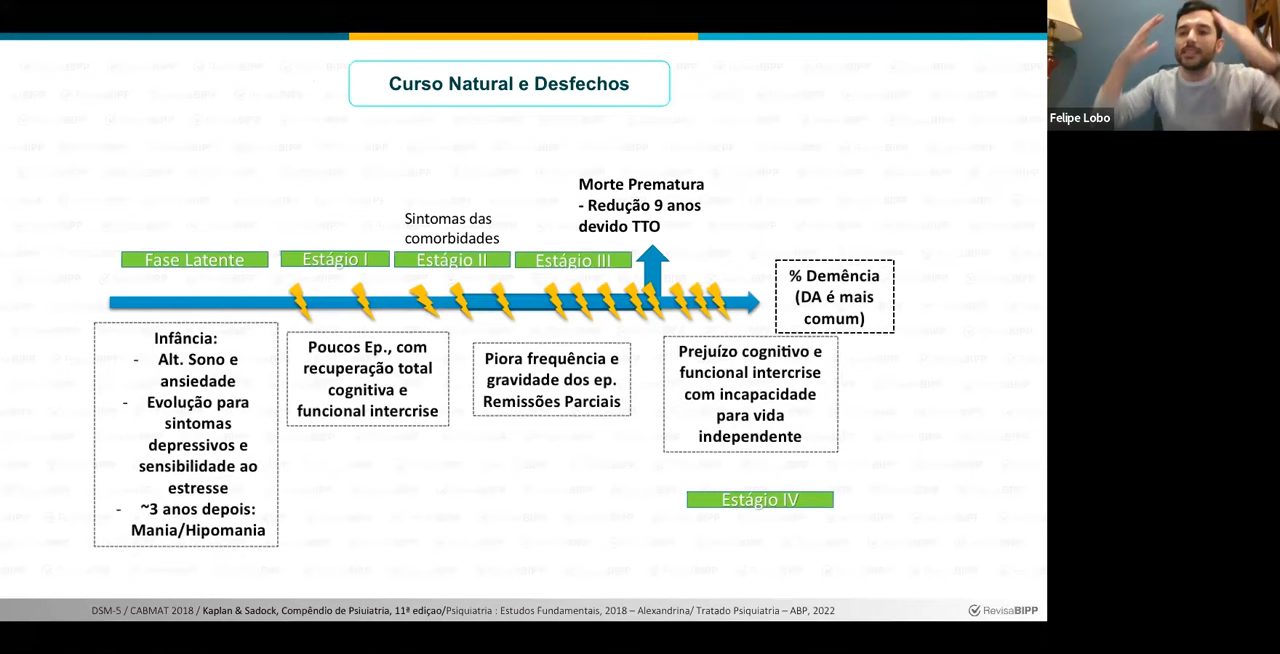 Curso Natural e Desfechos
Felipe Lobo
Morte Prematura
- Redução 9 anos
devido TTO
Sintomas das
comorbidades
Fase Latente
Estágio I
Estágio II
Estágio III
% Demência
(DA é mais
comum)
Infância:
- Alt. Sono e
ansiedade
- Evolução para
sintomas
depressivos e
sensibilidade ao
estresse
- ~3 anos depois:
Mania/Hipomania
Poucos Ep., com
recuperação total
cognitiva e
funcional intercrise
Piora frequência e
gravidade dos ep.
Remissões Parciais
Prejuízo cognitivo e
funcional intercrise
com incapacidade
para vida
independente
Estágio IV
DSM-5 / CABMAT 2018 / Kaplan & Sadock, Compêndio de Psiuiatria, 11ª ediçao/Psiquiatria : Estudos Fundamentais, 2018 – Alexandrina/ Tratado Psiquiatria – ABP, 2022
RevisaBIPP